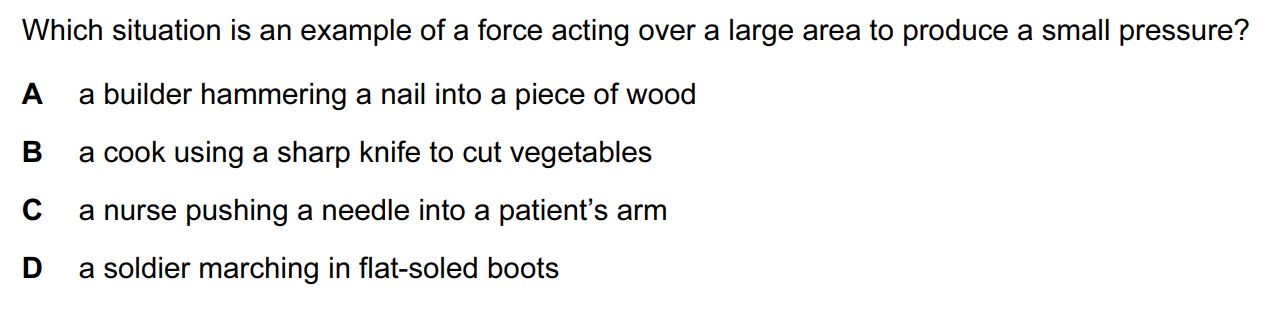 Which situation is an example of a force acting over a large area to produce a small pressure?
A a builder hammering a nail into a piece of wood
B a cook using a sharp knife to cut vegetables
C a nurse pushing a needle into a patient’s arm
D a soldier marching in flat-soled boots